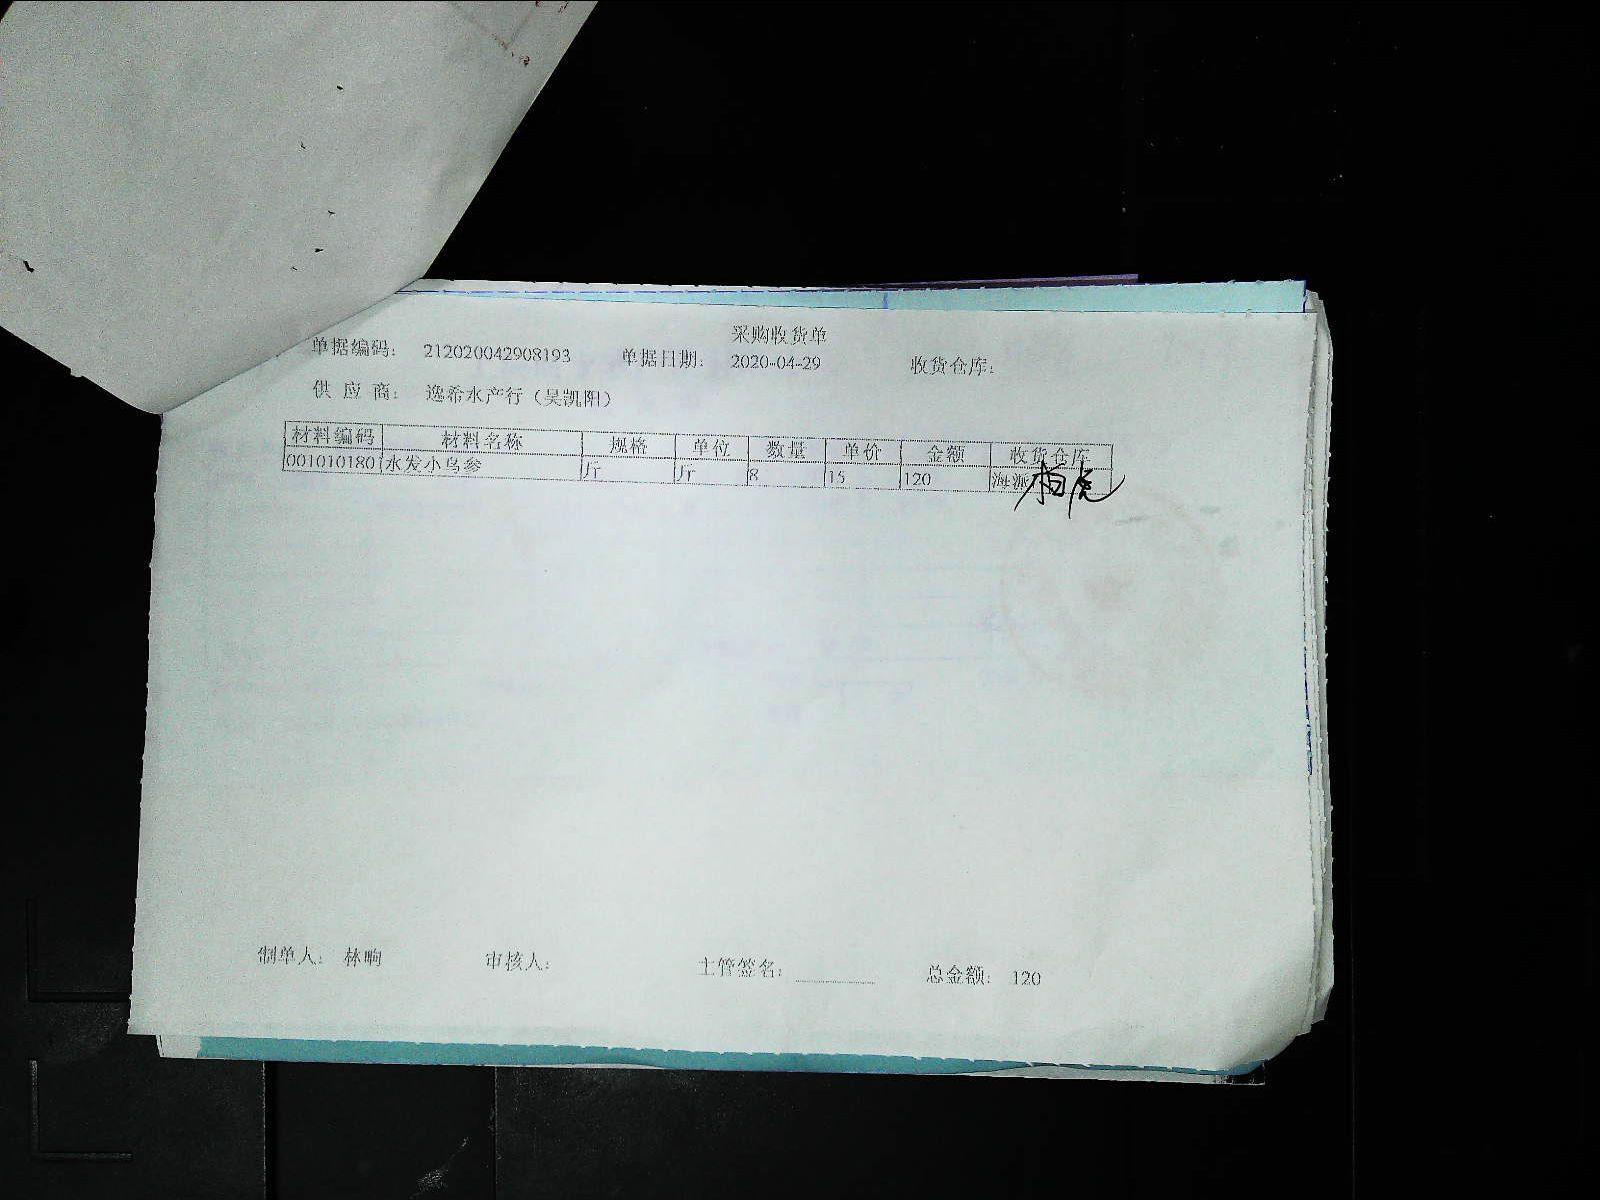 采购收货单
单据编码： 212020042908193 单据日期： 2020-04-29 收货仓库：
供 应 商： 逸希水产行（吴凯阳）
材料编码 材料名称 规格 单位 数量 单价 金额 收货仓库
001010180 水发小乌参 斤 斤 8 15 120 海派
制单人： 林晌 审核人： 主管签名： 总金额： 120